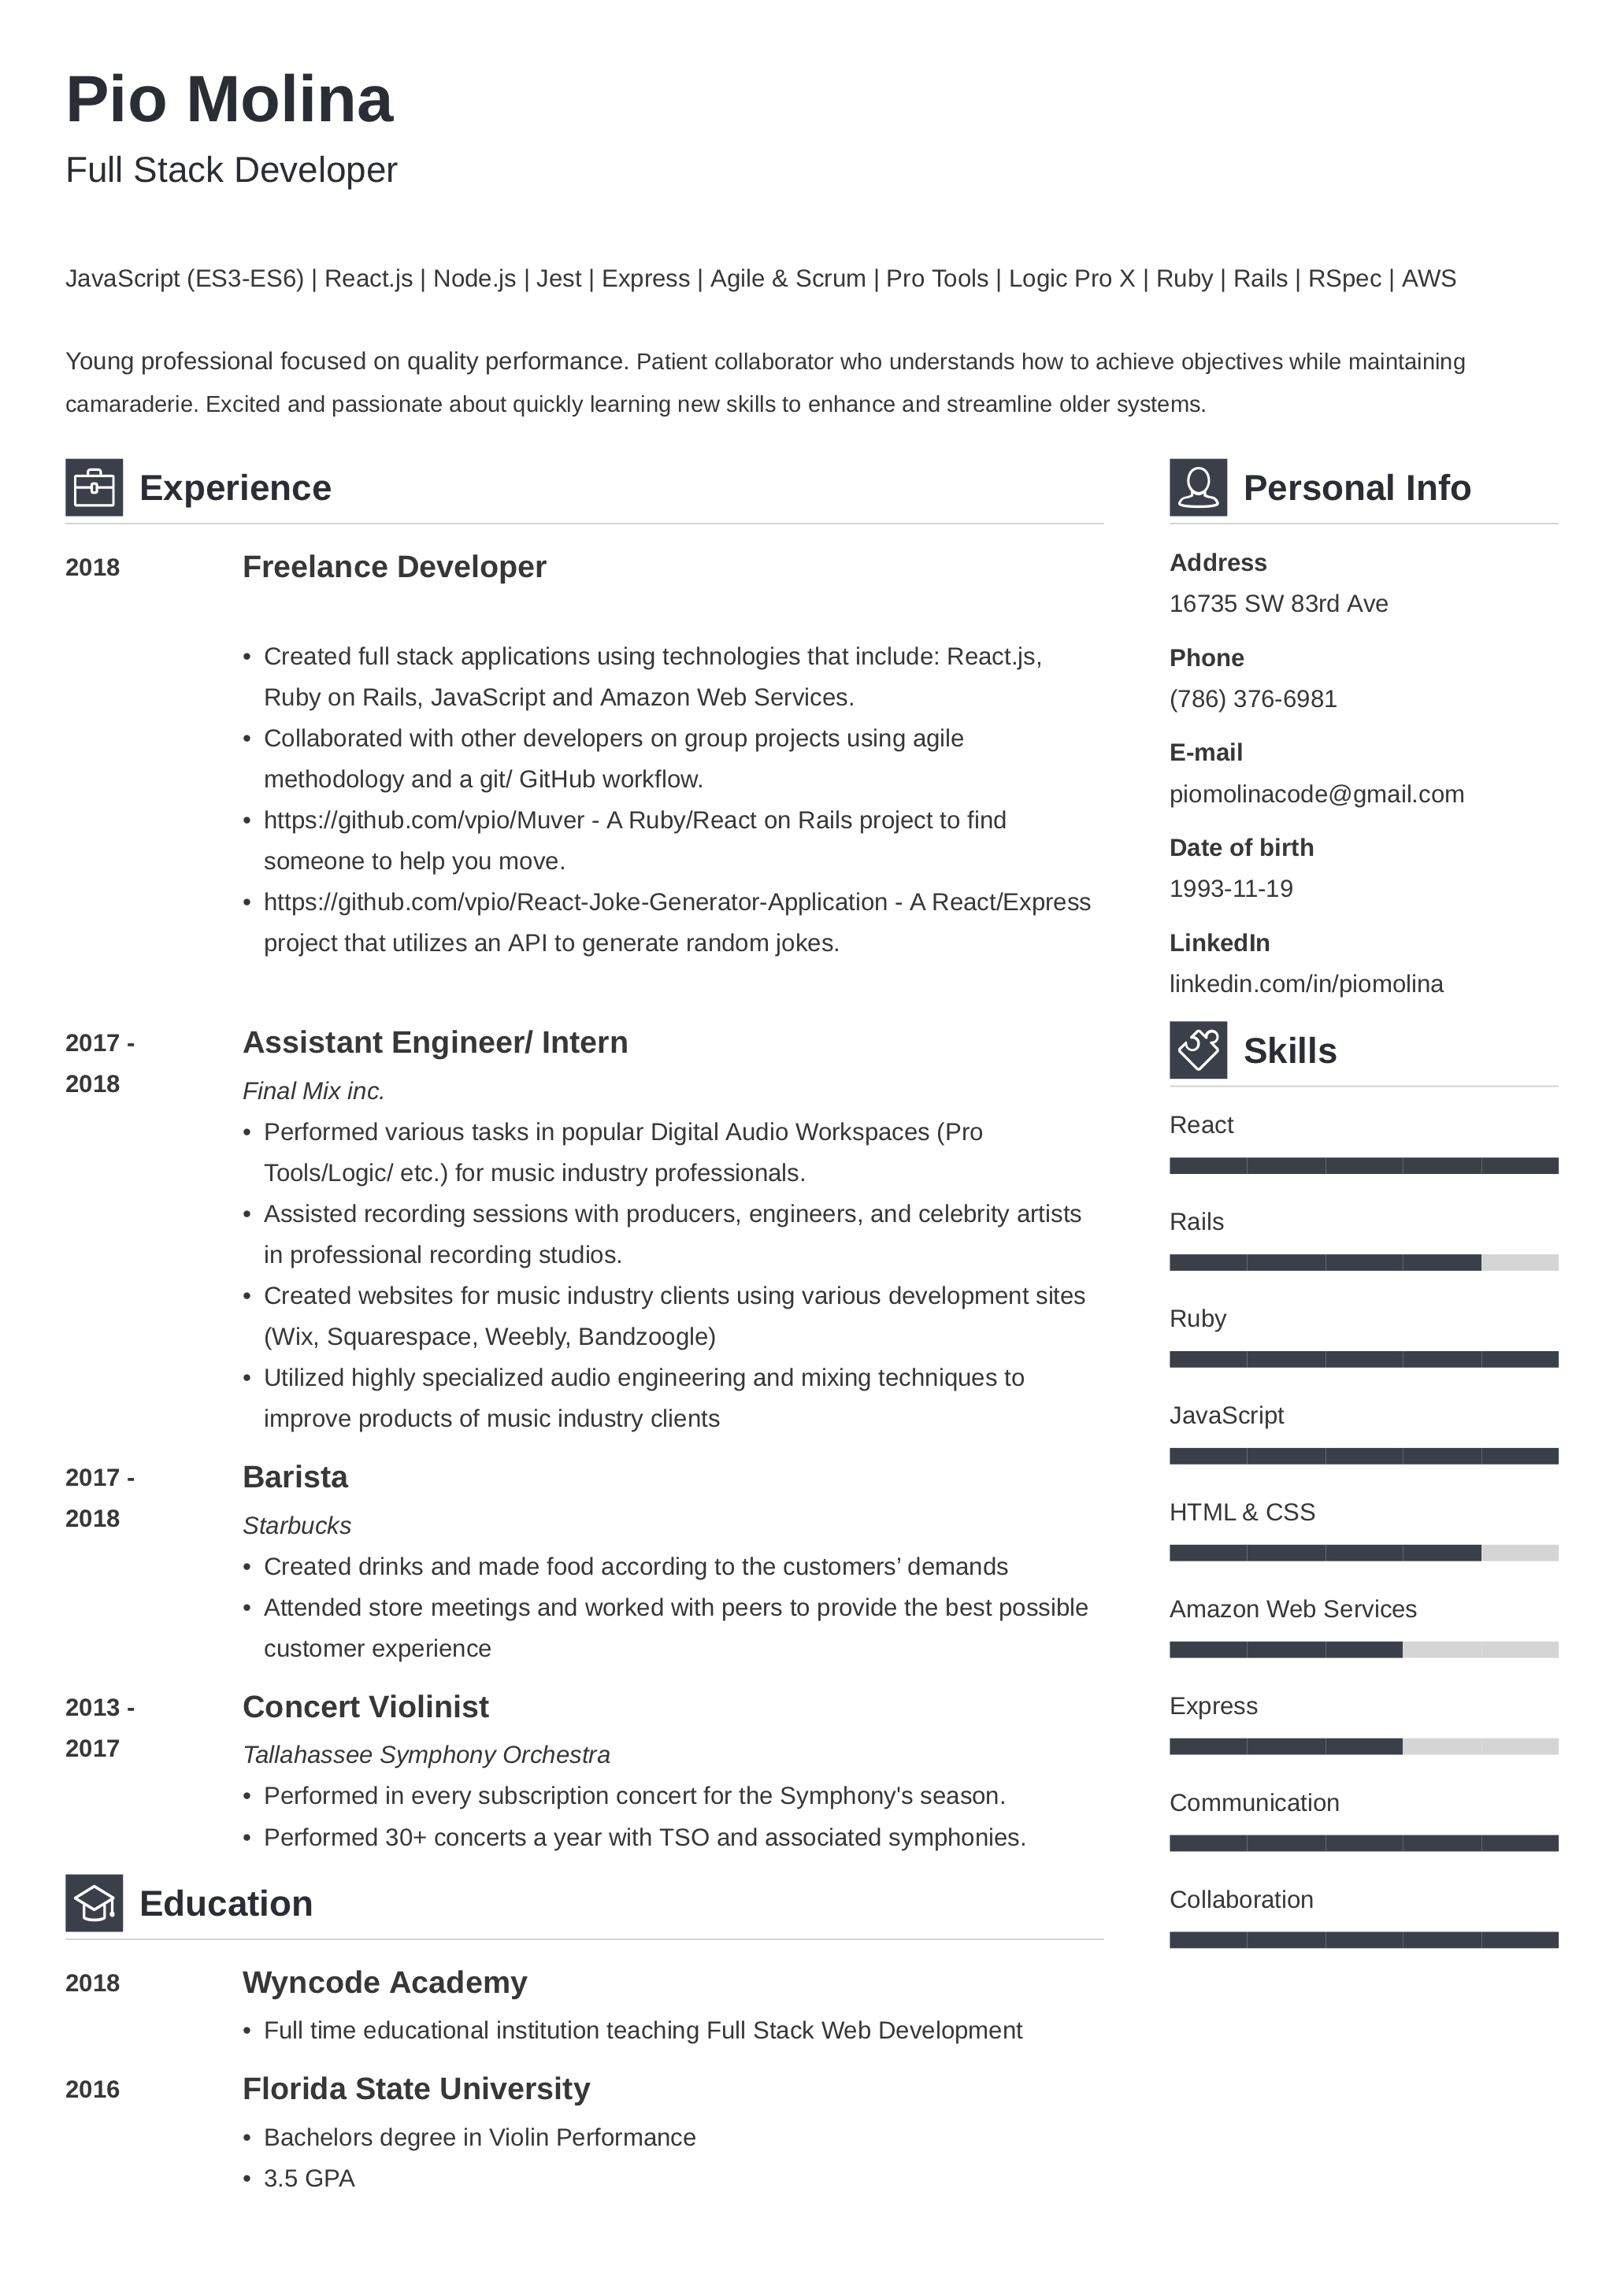 Pio Molina
Full Stack Developer
JavaScript (ES3-ES6) | React.js | Node.js | Jest | Express | Agile & Scrum | Pro Tools | Logic Pro X | Ruby | Rails | RSpec | AWS
Young professional focused on quality performance. Patient collaborator who understands how to achieve objectives while maintaining
camaraderie. Excited and passionate about quickly learning new skills to enhance and streamline older systems.
Experience
2018
Freelance Developer
• Created full stack applications using technologies that include: React.js,
Ruby on Rails, JavaScript and Amazon Web Services.
• Collaborated with other developers on group projects using agile
methodology and a git/ GitHub workflow.
• https://github.com/vpio/Muver - A Ruby/React on Rails project to find
someone to help you move.
• https://github.com/vpio/React-Joke-Generator-Application - A React/Express
project that utilizes an API to generate random jokes.
2017 -
2018
Assistant Engineer/ Intern
Final Mix inc.
• Performed various tasks in popular Digital Audio Workspaces (Pro
Tools/Logic/ etc.) for music industry professionals.
• Assisted recording sessions with producers, engineers, and celebrity artists
in professional recording studios.
• Created websites for music industry clients using various development sites
(Wix, Squarespace, Weebly, Bandzoogle)
• Utilized highly specialized audio engineering and mixing techniques to
improve products of music industry clients
2017 -
2018
Barista
Starbucks
• Created drinks and made food according to the customers’ demands
• Attended store meetings and worked with peers to provide the best possible
customer experience
2013 -
2017
Concert Violinist
Tallahassee Symphony Orchestra
• Performed in every subscription concert for the Symphony's season.
• Performed 30+ concerts a year with TSO and associated symphonies.
Education
2018
Wyncode Academy
• Full time educational institution teaching Full Stack Web Development
2016
Florida State University
• Bachelors degree in Violin Performance
• 3.5 GPA
Personal Info
Address
16735 SW 83rd Ave
Phone
(786) 376-6981
E-mail
piomolinacode@gmail.com
Date of birth
1993-11-19
LinkedIn
linkedin.com/in/piomolina
Skills
React
Rails
Ruby
JavaScript
HTML & CSS
Amazon Web Services
Express
Communication
Collaboration